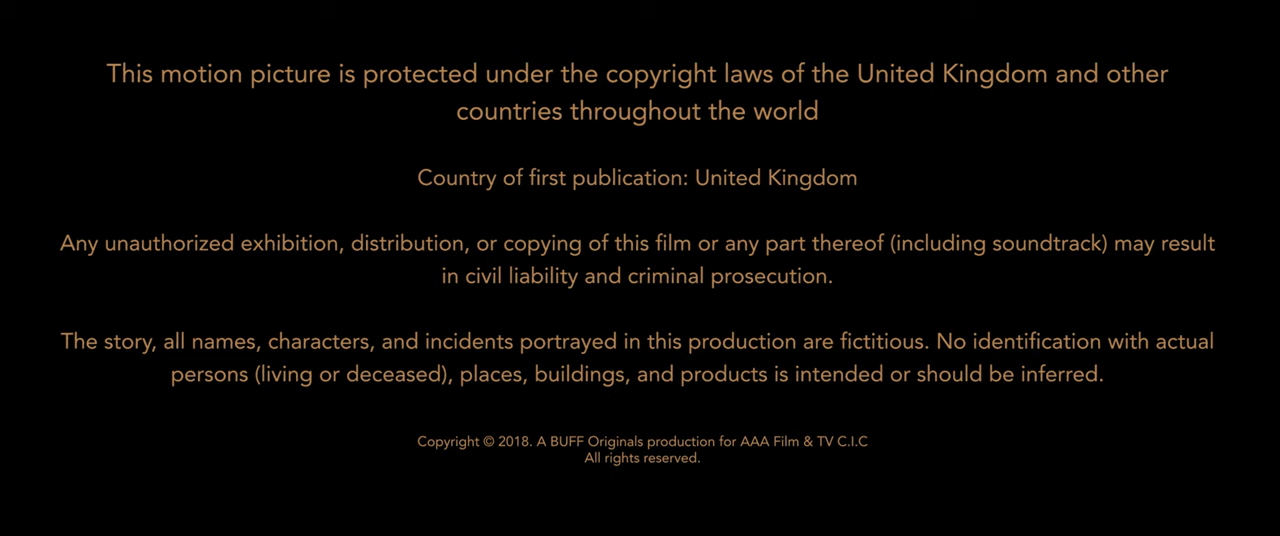 This motion picture is protected under the copyright laws of the United Kingdom and other
countries throughout the world
Country of first publication: United Kingdom
Any unauthorized exhibition, distribution, or copying of this film or any part thereof (including soundtrack) may result
in civil liability and criminal prosecution.
The story, all names, characters, and incidents portrayed in this production are fictitious. No identification with actual
persons (living or deceased), places, buildings, and products is intended or should be inferred.
Copyright © 2018. A BUFF Originals production for AAA Film & TV C.I.C
All rights reserved.